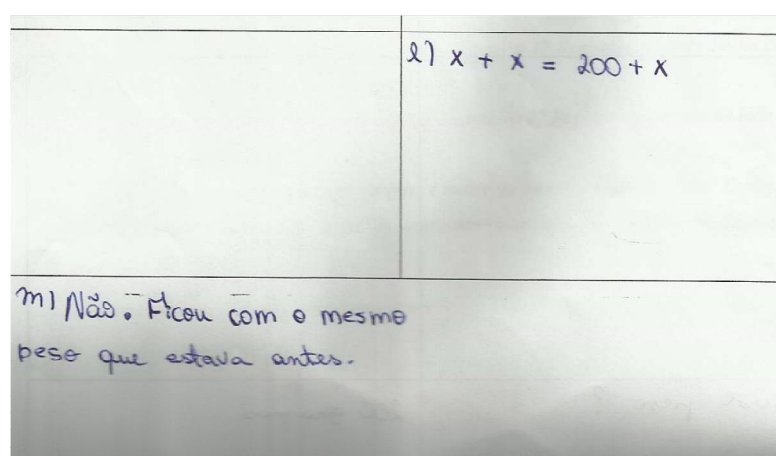 l) x + x = 200 + x
m) Não. Ficou com o mesmo
peso que estava antes.